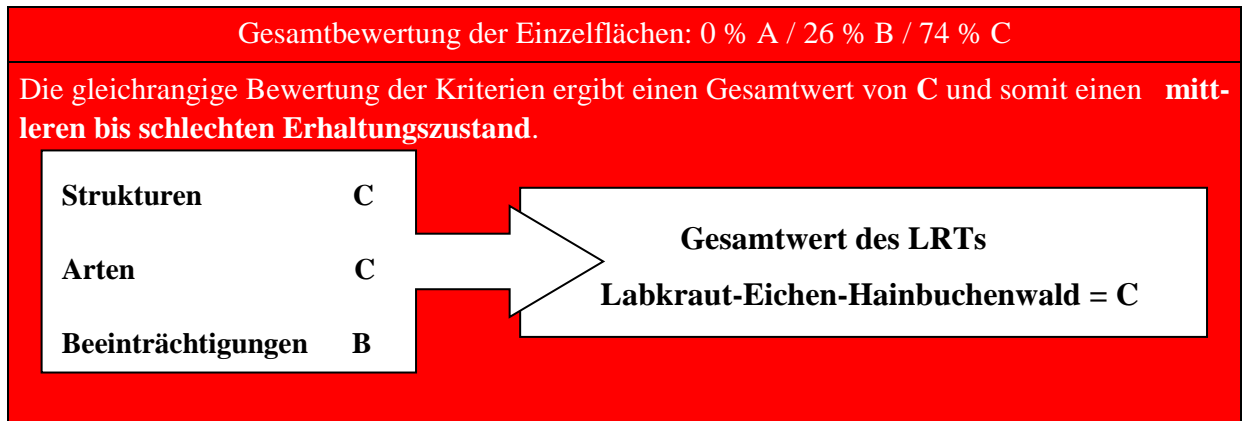 Gesamtbewertung der Einzelflächen: 0 % A / 26 % B / 74 % C
Die gleichrangige Bewertung der Kriterien ergibt einen Gesamtwert von C und somit einen mitt-
leren bis schlechten Erhaltungszustand.
Strukturen C
Arten C
Beeinträchtigungen B
Gesamtwert des LRTs
Labkraut-Eichen-Hainbuchenwald = C